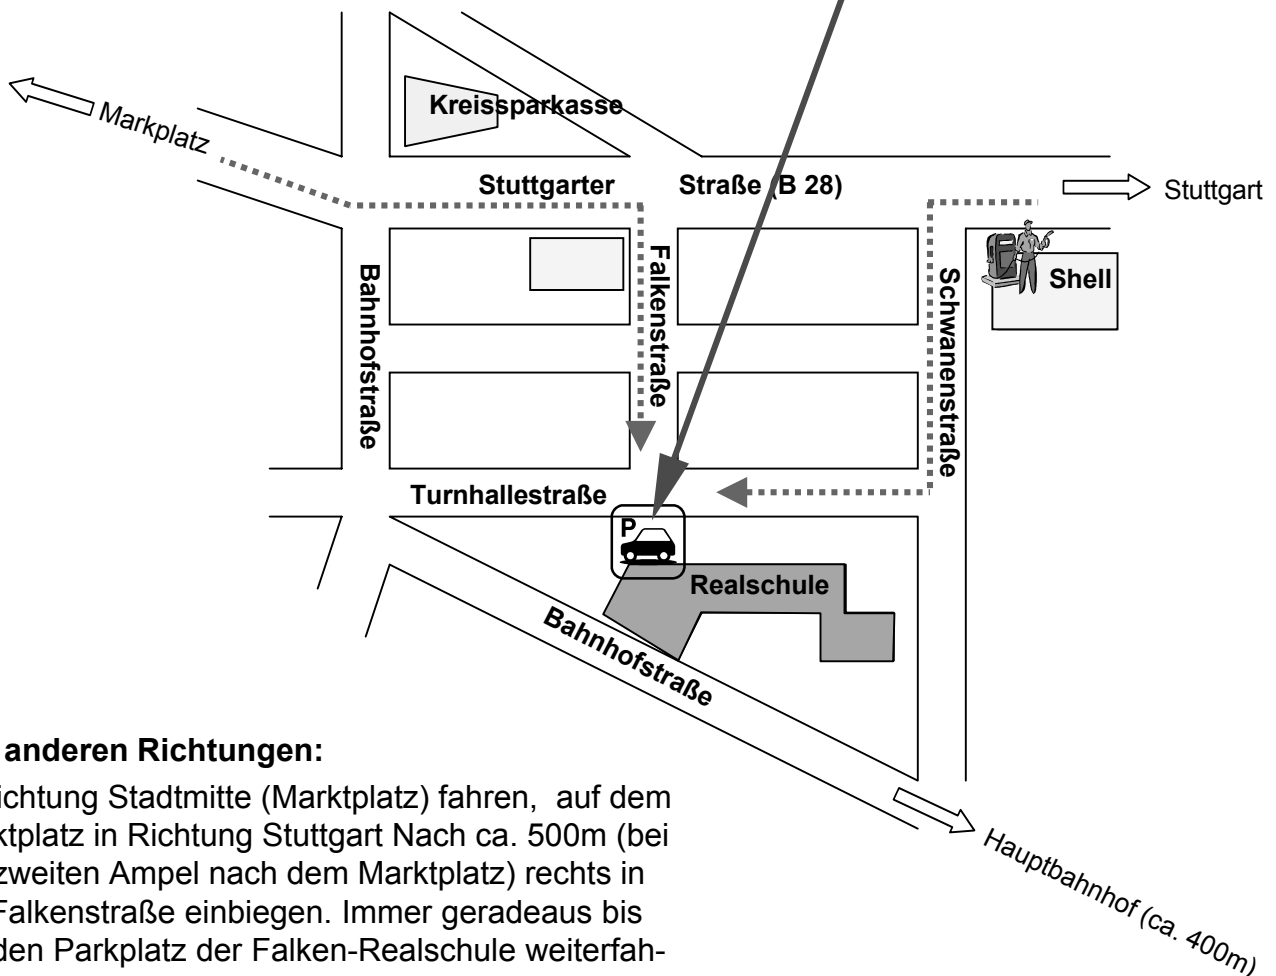 Kreissparkasse
Markplatz
Stuttgarter Straße (B 28)
Stuttgart
Bahnhofstraße
Falkenstraße
Schwanenstraße
Shell
Turnhallestraße
P
Realschule
Bahnhofstraße
Hauptbahnhof (ca. 400m)
anderen Richtungen:
ichtung Stadtmitte (Marktplatz) fahren, auf dem
ktplatz in Richtung Stuttgart Nach ca. 500m (bei
zweiten Ampel nach dem Marktplatz) rechts in
Falkenstraße einbiegen. Immer geradeaus bis
den Parkplatz der Falken-Realschule weiterfah-